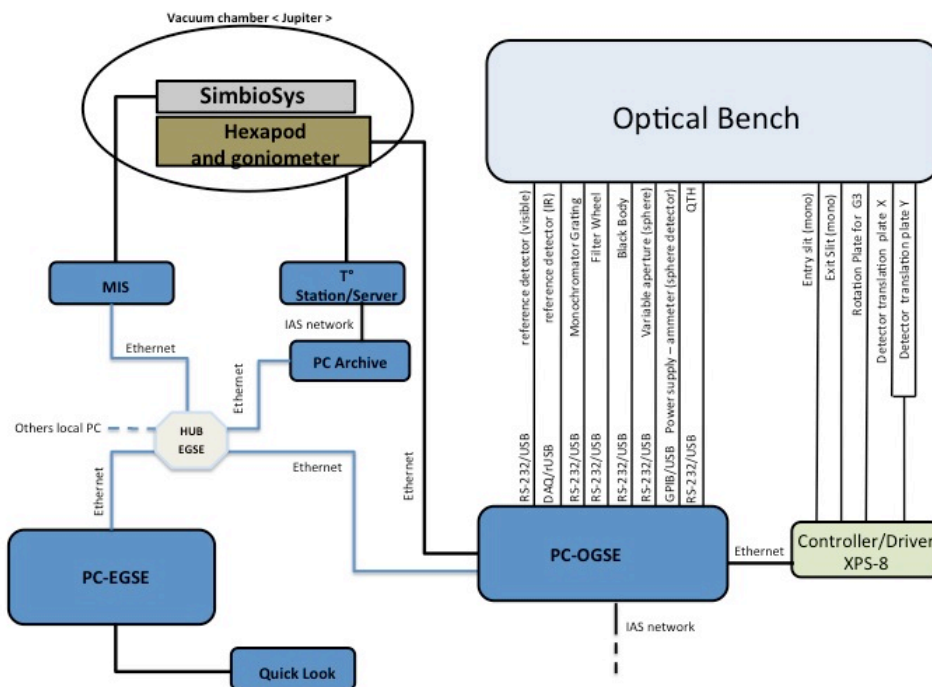 Vacuum chamber < Jupiter >
SimbioSys
Hexapod
and goniometer
Optical Bench
reference detector (visible)
reference detector (IR)
Monochromator Grating
Filter Wheel
Black Body
Variable aperture (sphere)
Power supply – ammeter (sphere detector)
QTH
Entry slit (mono)
Exit Slit (mono)
Rotation Plate for G3
Detector translation plate X
Detector translation plate Y
MIS
T°
Station/Server
IAS network
PC Archive
Ethernet
Ethernet
Others local PC
HUB
EGSE
Ethernet
Ethernet
Ethernet
RS-232/USB
DAQ/rUSB
RS-232/USB
RS-232/USB
RS-232/USB
RS-232/USB
GPIB/USB
RS-232/USB
PC-EGSE
PC-OGSE
Ethernet
Controller/Driver
XPS-8
IAS network
Quick Look